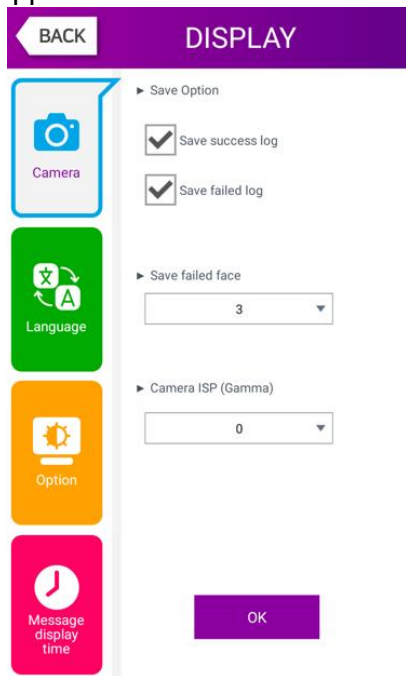 BACK
DISPLAY
Camera
Language
Option
Message
display
time
► Save Option
Save success log
Save failed log
► Save failed face
3
► Camera ISP (Gamma)
0
OK